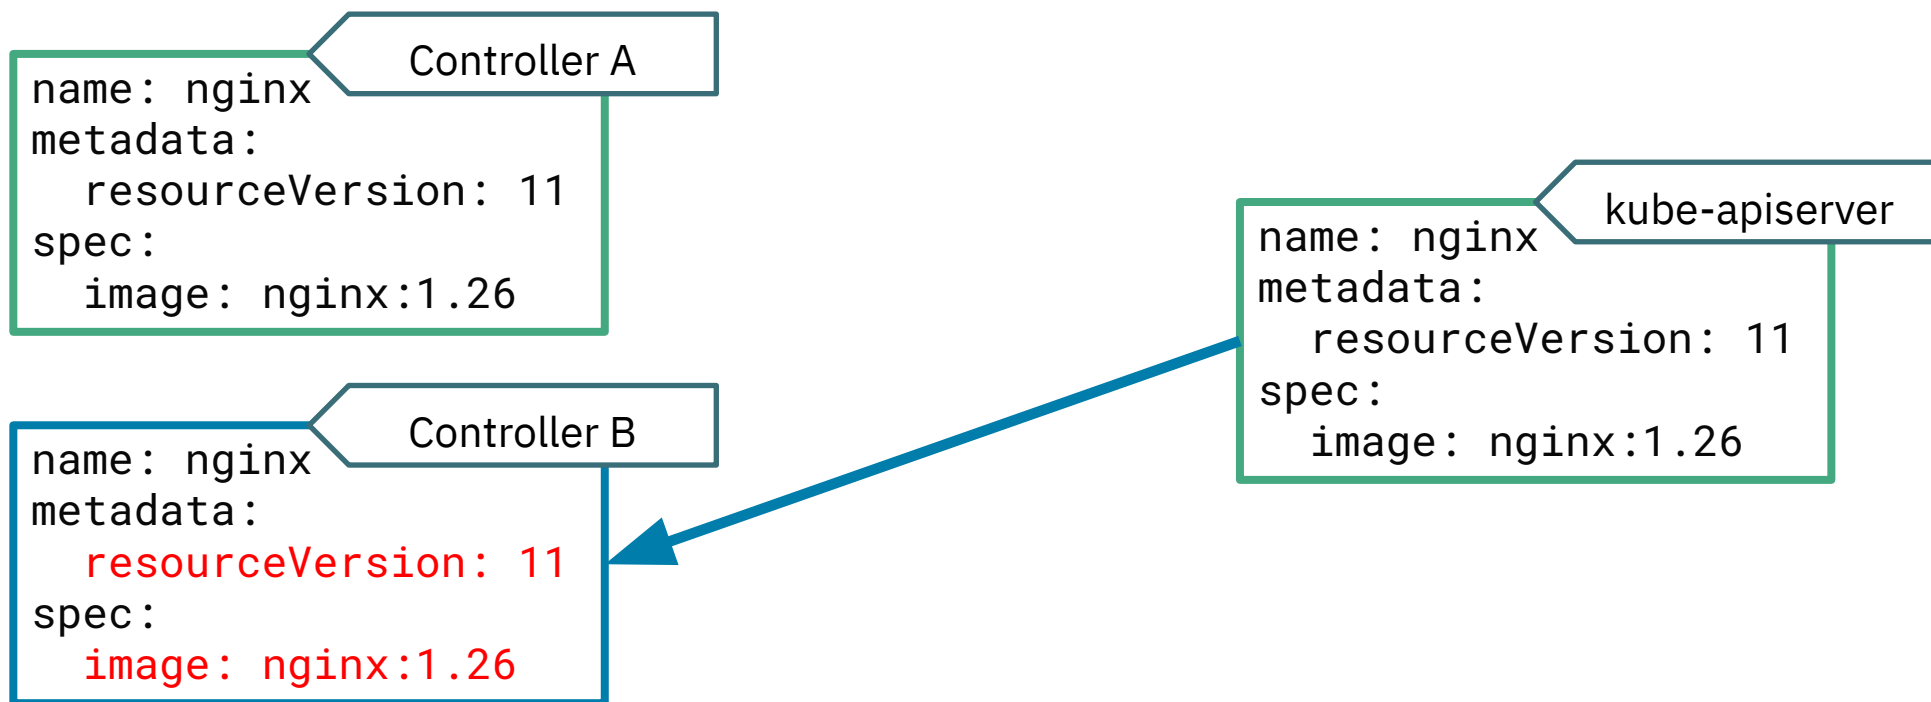 Controller A
name: nginx
metadata:
  resourceVersion: 11
spec:
  image: nginx:1.26
Controller B
name: nginx
metadata:
  resourceVersion: 11
spec:
  image: nginx:1.26
kube-apiserver
name: nginx
metadata:
  resourceVersion: 11
spec:
  image: nginx:1.26